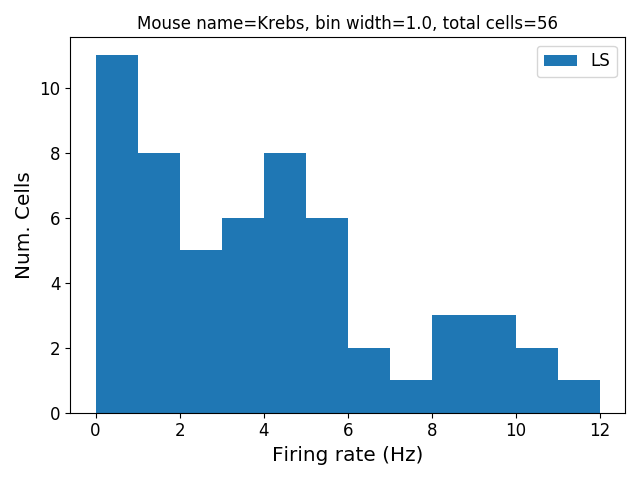 Mouse name=Krebs, bin width=1.0, total cells=56
LS
10
8
6
4
2
0
Num. Cells
0 2 4 6 8 10 12
Firing rate (Hz)